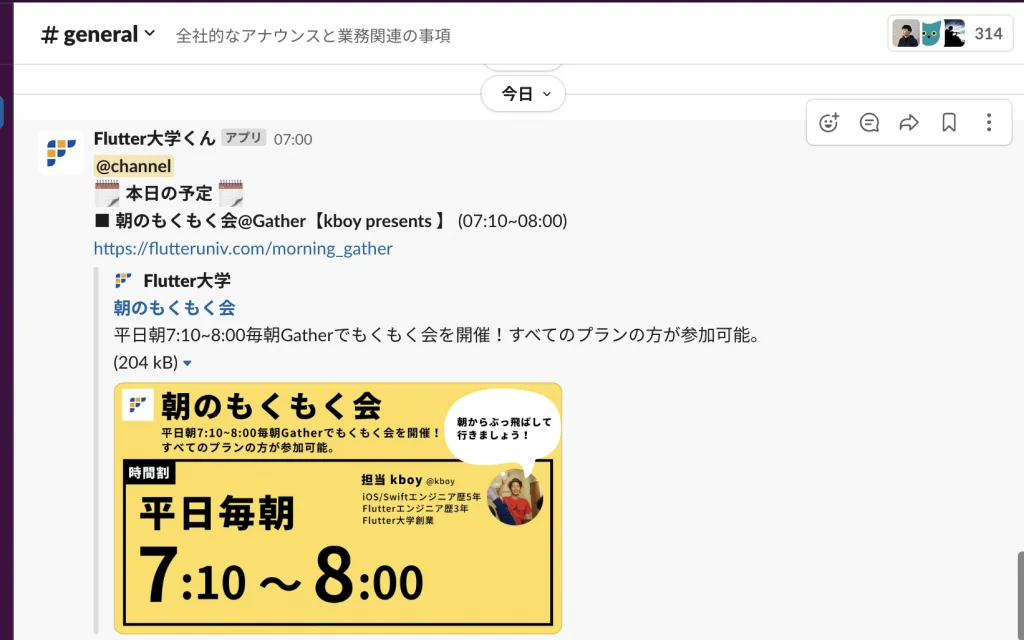 # general
全社的なアナウンスと業務関連の事項
314
今日
Flutter大学くん アプリ 07:00
@channel
本日の予定
■ 朝のもくもく会@Gather【kboy presents 】 (07:10~08:00)
https://flutteruniv.com/morning_gather
Flutter大学
朝のもくもく会
平日朝7:10~8:00毎朝Gatherでもくもく会を開催！すべてのプランの方が参加可能。
(204 kB)
朝のもくもく会
平日朝7:10~8:00毎朝Gatherでもくもく会を開催！
すべてのプランの方が参加可能。
朝からぶっ飛ばして
行きましょう！
時間割
平日毎朝
7:10 〜 8:00
担当 kboy @kboy
iOS/Swiftエンジニア歴5年
Flutterエンジニア歴3年
Flutter大学創業